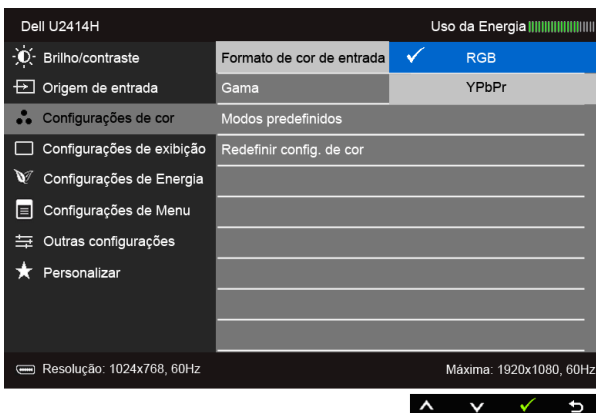 Dell U2414H Uso da Energia
Brilho/contraste Formato de cor de entrada RGB
Origem de entrada Gama YPbPr
Configurações de cor Modos predefinidos
Configurações de exibição Redefinir config. de cor
Configurações de Energia
Configurações de Menu
Outras configurações
Personalizar
Resolução: 1024x768, 60Hz Máxima: 1920x1080, 60Hz